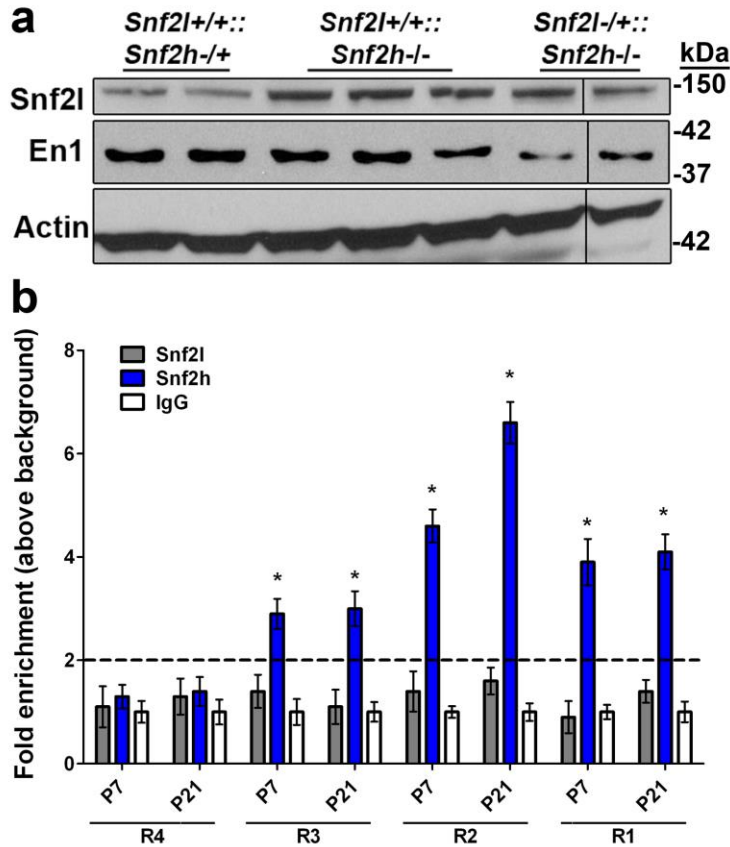 a
Snf2l+/+:: Snf2l+/+:: Snf2l-/+::
Snf2h-/+ Snf2h-/- Snf2h-/- kDa
Snf2l -150
En1 -42
-37
Actin -42
b
Fold enrichment (above background)
8
6
4
2
0
Snf2l
Snf2h
IgG
* * * * * *
P7 P21 P7 P21 P7 P21 P7 P21
R4 R3 R2 R1